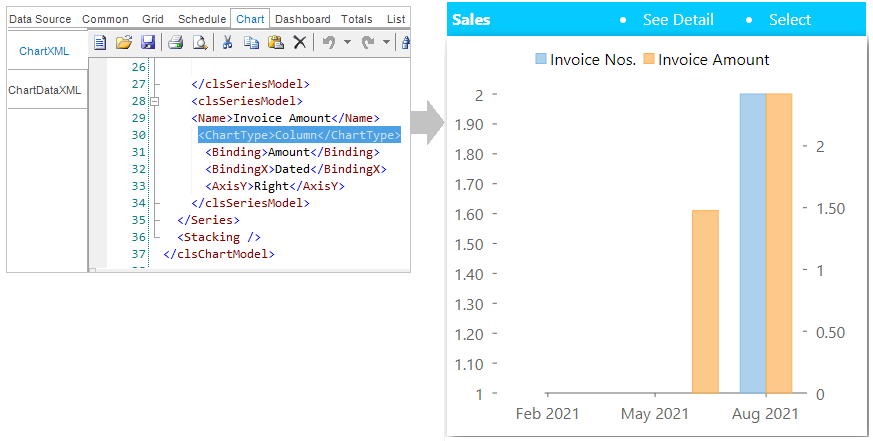 Data Source Common Grid Schedule Chart Dashboard Totals List
ChartXML
ChartDataXML
26
27 </clsSeriesModel>
28 <clsSeriesModel>
29 <Name>Invoice Amount</Name>
30 <ChartType>Column</ChartType>
31 <Binding>Amount</Binding>
32 <BindingX>Dated</BindingX>
33 <AxisY>Right</AxisY>
34 </clsSeriesModel>
35 </Series>
36 <Stacking />
37 </clsChartModel>
Sales • See Detail • Select
Invoice Nos. Invoice Amount
2
1.90
1.80
1.70
1.60
1.50
1.40
1.30
1.20
1.10
1
2
1.50
1
0.50
0
Feb 2021 May 2021 Aug 2021